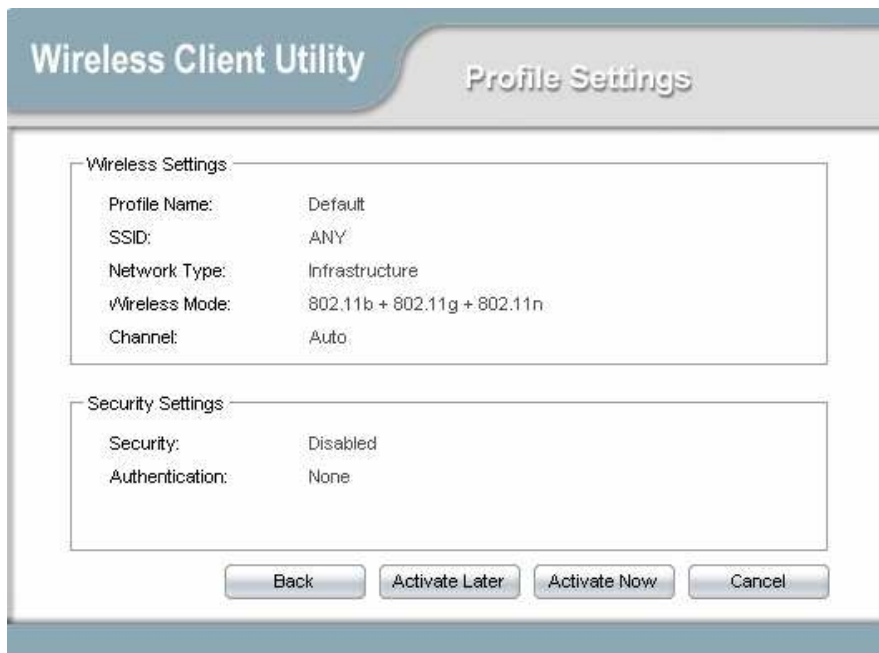 Wireless Client Utility
Profile Settings
Wireless Settings
Profile Name: Default
SSID: ANY
Network Type: Infrastructure
Wireless Mode: 802.11b + 802.11g + 802.11n
Channel: Auto
Security Settings
Security: Disabled
Authentication: None
Back Activate Later Activate Now Cancel